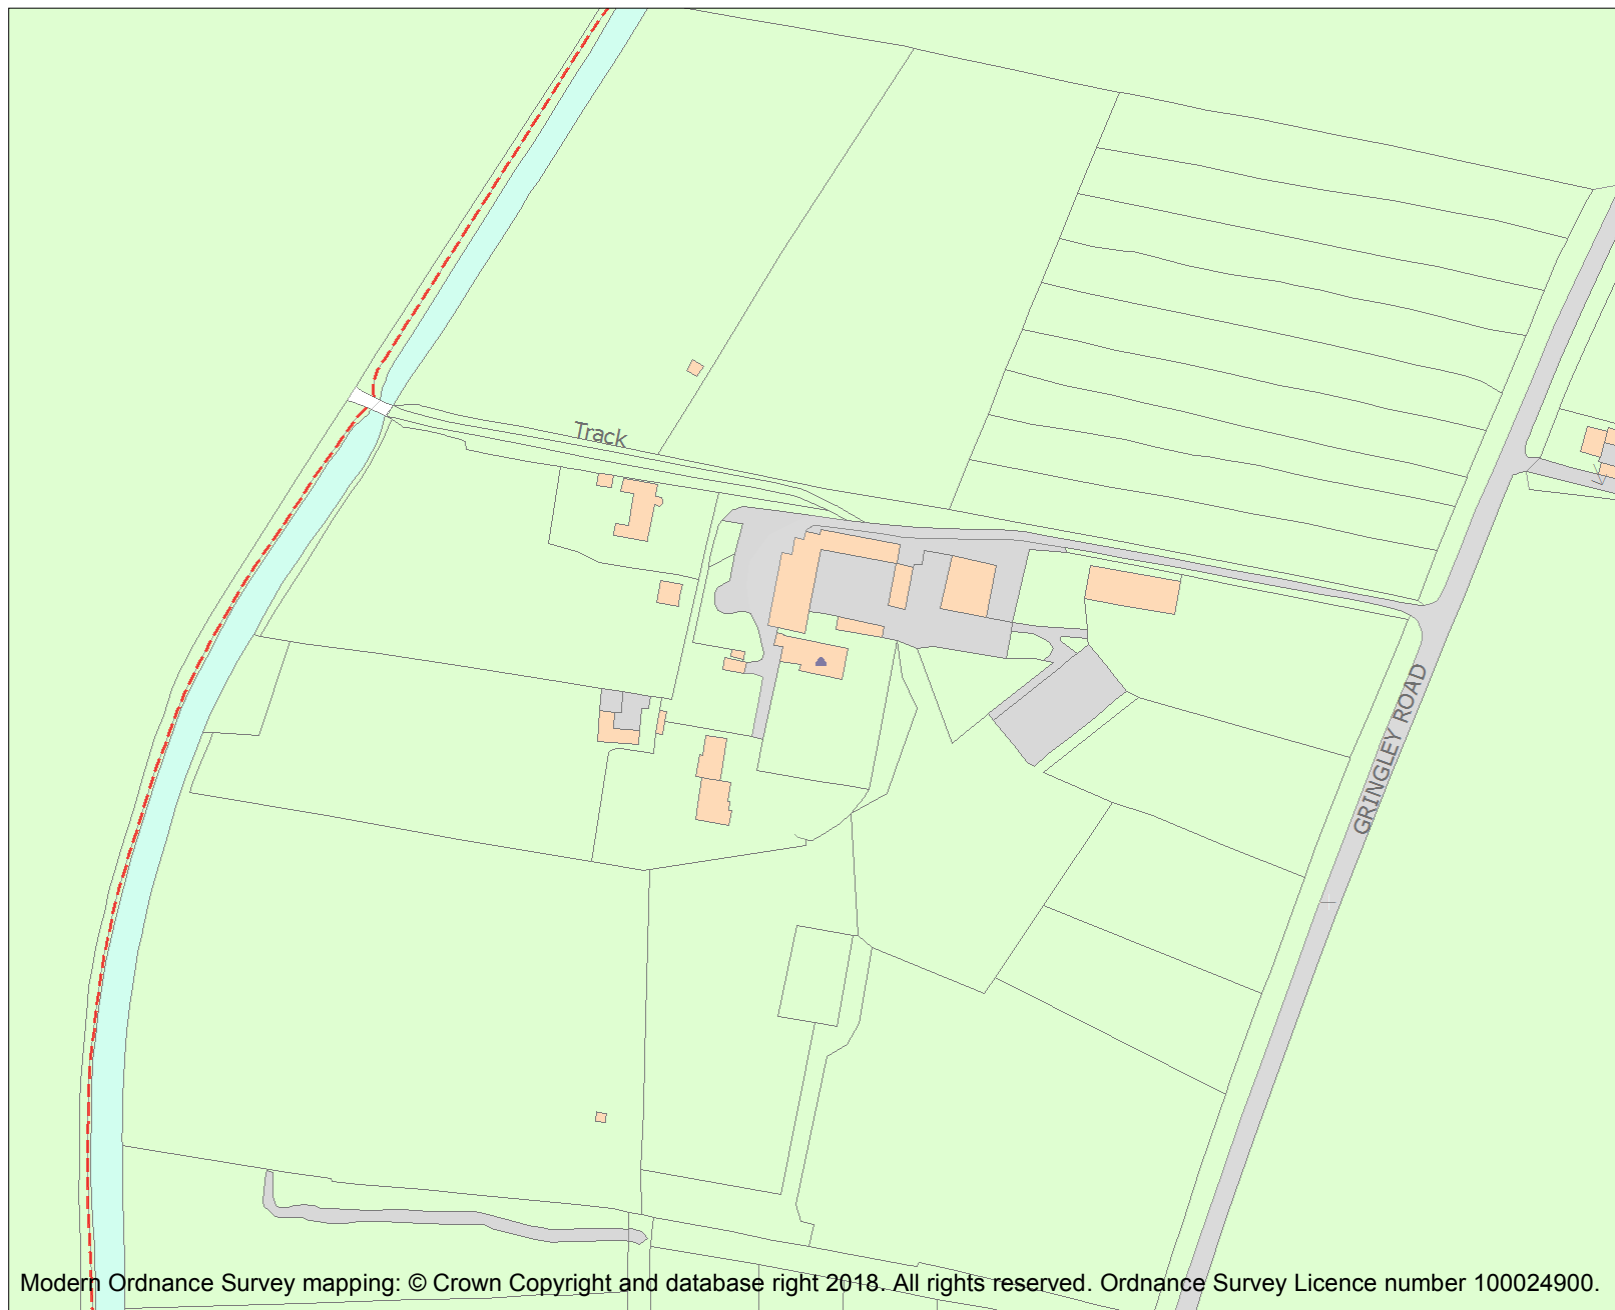 Track
GRINGLEY ROAD
Modern Ordnance Survey mapping: © Crown Copyright and database right 2018. All rights reserved. Ordnance Survey Licence number 100024900.